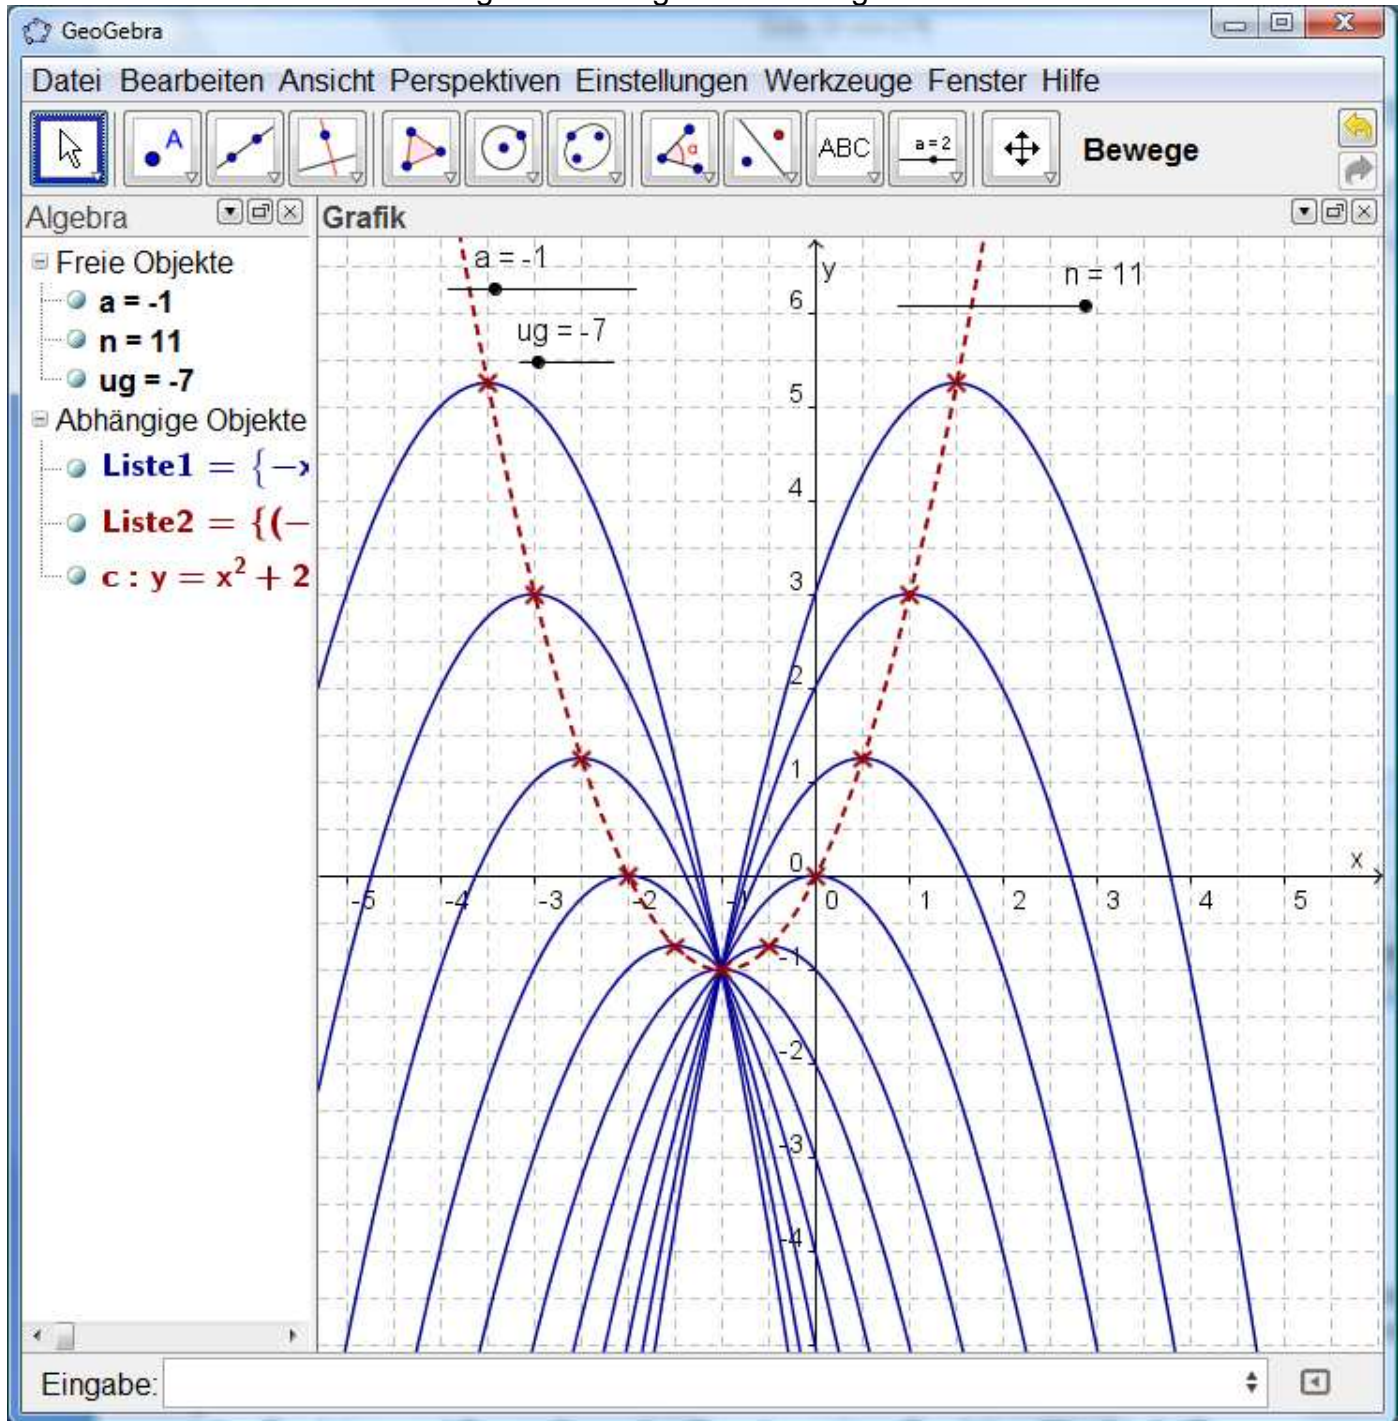 GeoGebra
Datei Bearbeiten Ansicht Perspektiven Einstellungen Werkzeuge Fenster Hilfe
A
α
ABC
a=2
Bewege
Algebra
Grafik
Freie Objekte
a = -1
n = 11
ug = -7
Abhängige Objekte
Liste1 = {−x
Liste2 = {(−
c : y = x² + 2
a = -1
ug = -7
n = 11
y
6
5
4
3
2
1
0
x
-5 -4 -3 -2 -1 0 1 2 3 4 5
-1
-2
-3
-4
Eingabe: